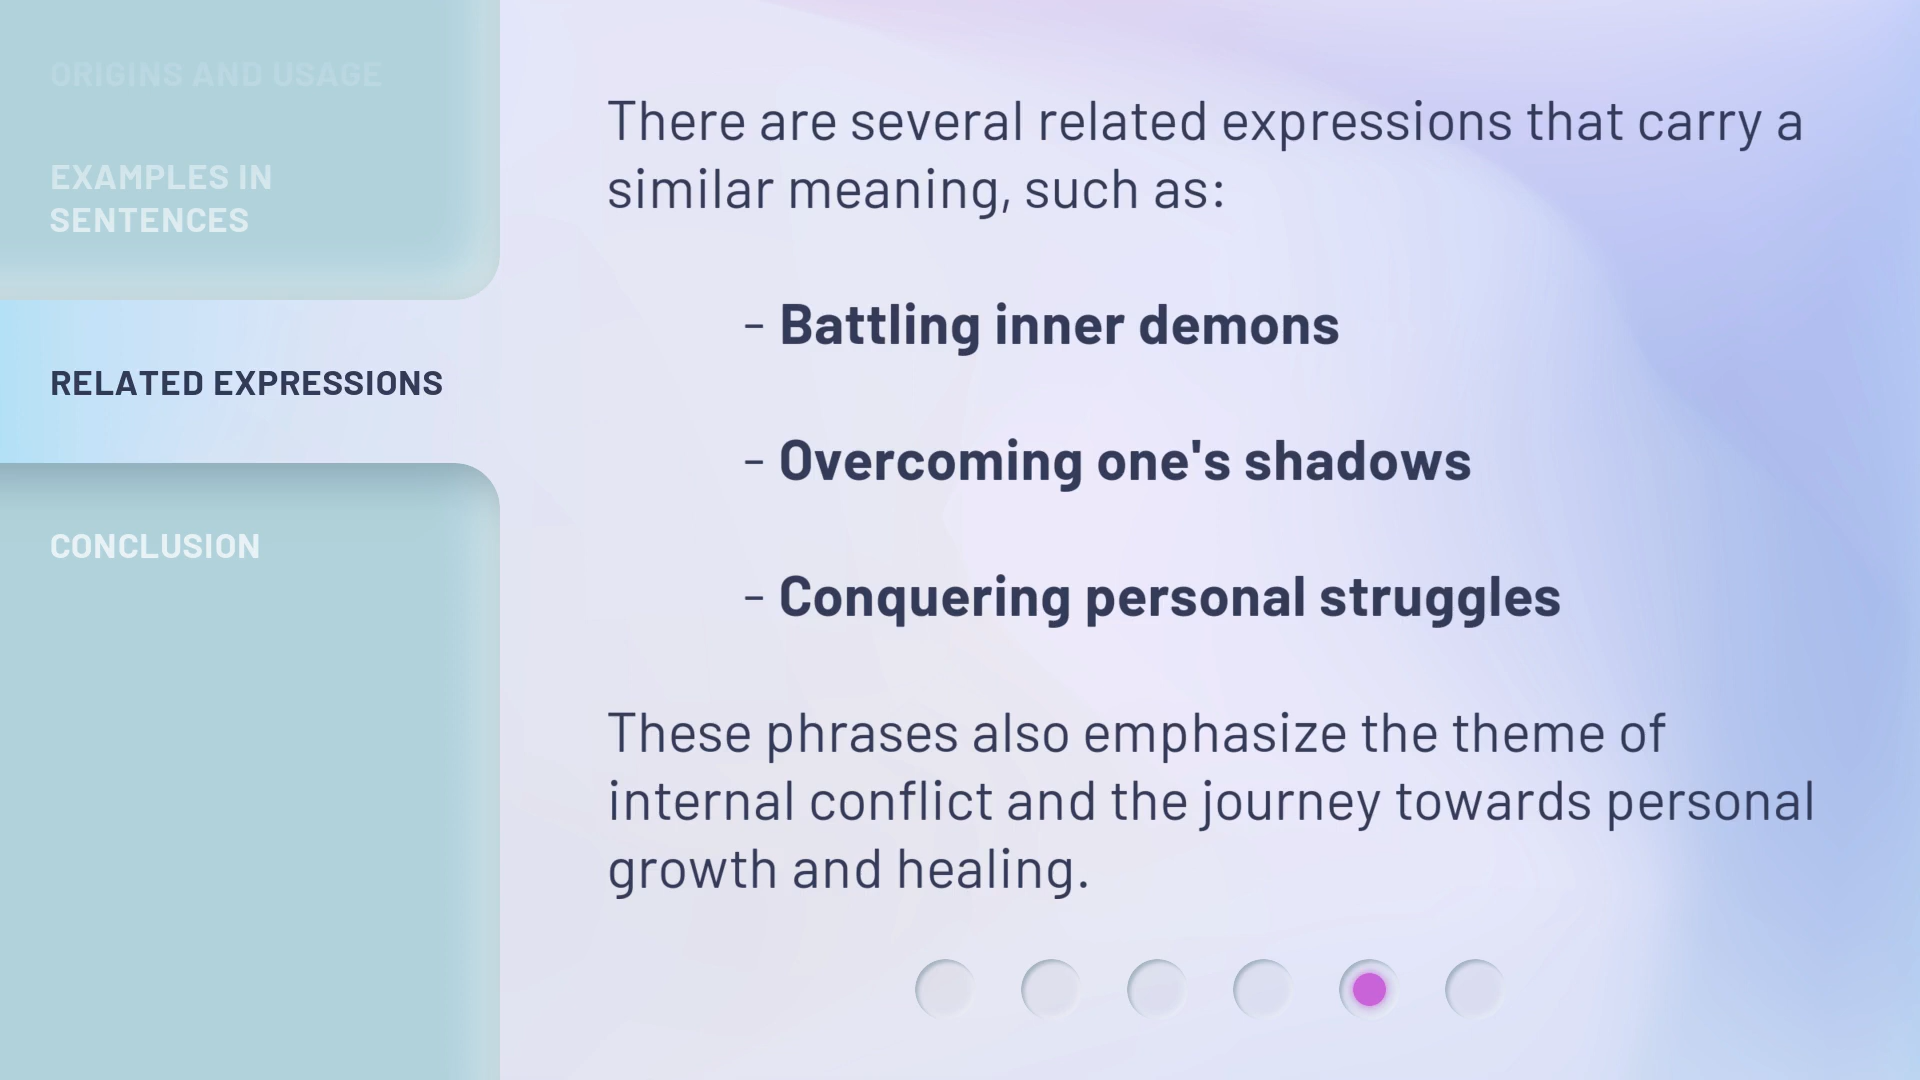 ORIGINS AND USAGE
EXAMPLES IN
SENTENCES
RELATED EXPRESSIONS
CONCLUSION
There are several related expressions that carry a
similar meaning, such as:
- Battling inner demons
- Overcoming one's shadows
- Conquering personal struggles
These phrases also emphasize the theme of
internal conflict and the journey towards personal
growth and healing.